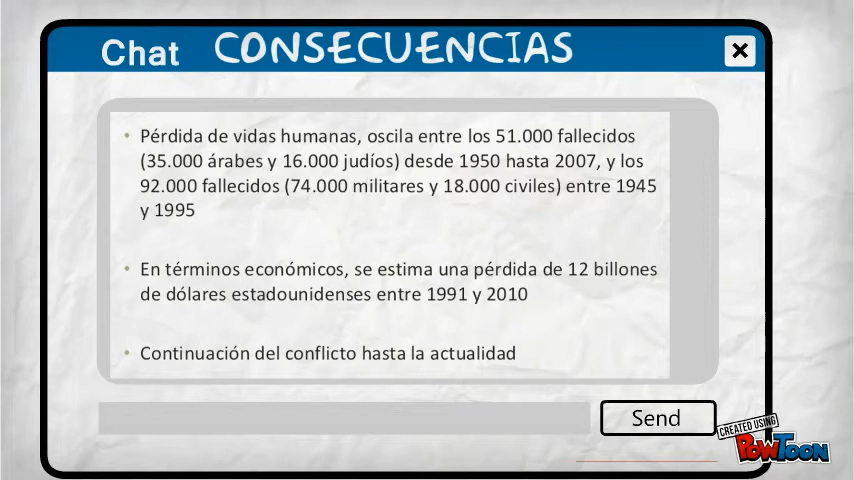 Chat CONSECUENCIAS
• Pérdida de vidas humanas, oscila entre los 51.000 fallecidos
(35.000 árabes y 16.000 judíos) desde 1950 hasta 2007, y los
92.000 fallecidos (74.000 militares y 18.000 civiles) entre 1945
y 1995
• En términos económicos, se estima una pérdida de 12 billones
de dólares estadounidenses entre 1991 y 2010
• Continuación del conflicto hasta la actualidad
Send
CREATED USING
POWTOON